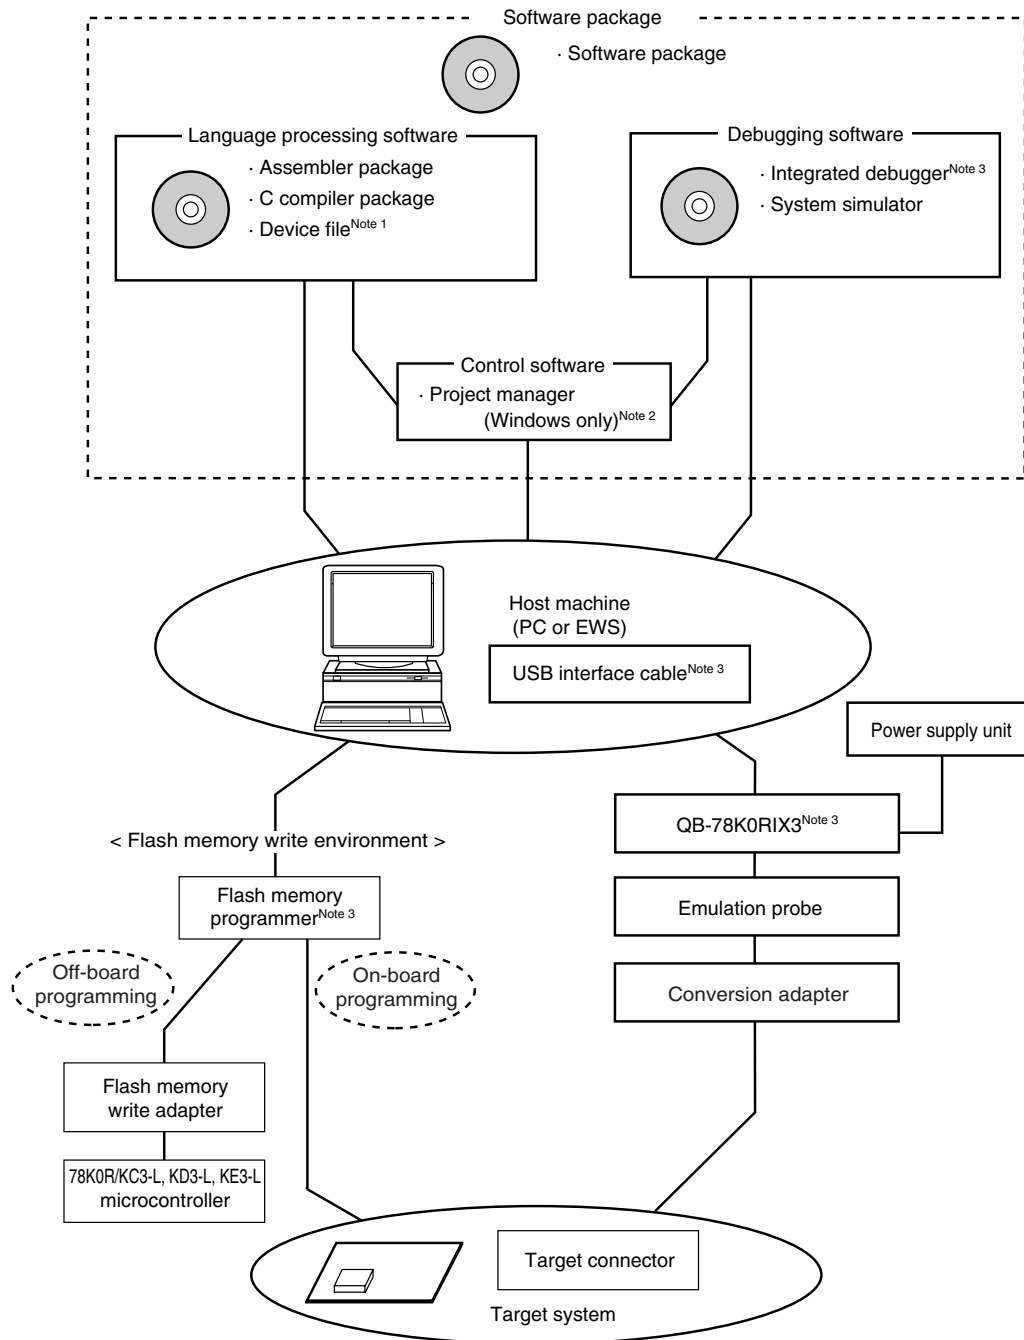 Software package
· Software package
Language processing software
· Assembler package
· C compiler package
· Device fileNote 1
Debugging software
· Integrated debuggerNote 3
· System simulator
Control software
· Project manager
(Windows only)Note 2
Host machine
(PC or EWS)
USB interface cableNote 3
Power supply unit
QB-78K0RIX3Note 3
< Flash memory write environment >
Flash memory
programmerNote 3
Emulation probe
Off-board
programming
On-board
programming
Conversion adapter
Flash memory
write adapter
78K0R/KC3-L, KD3-L, KE3-L
microcontroller
Target connector
Target system